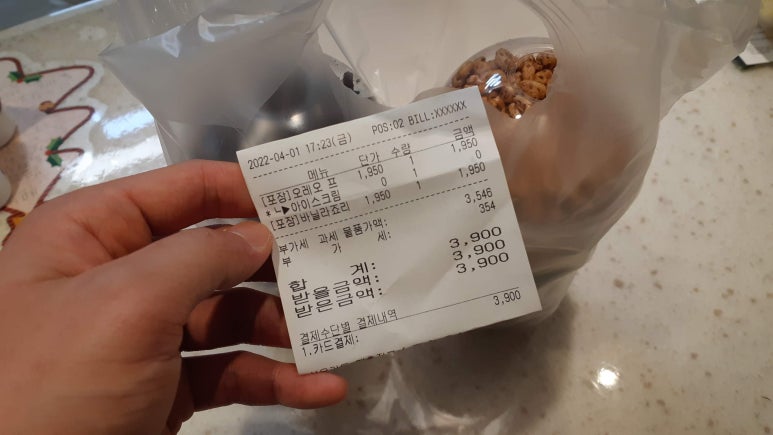 2022-04-01 17:23(금) POS:02 BILL:XXXXXX
메뉴 단가 수량 금액
[포장]오레오 프 1,950 1 1,950
*ㄴ▶아이스크림 0 1 0
[포장]바닐라죠리 1,950 1 1,950
부가세 과세 물품가액: 3,546
부 가 세: 354
합 계: 3,900
받을금액: 3,900
받은금액: 3,900
결제수단별 결제내역
1.카드결제: 3,900